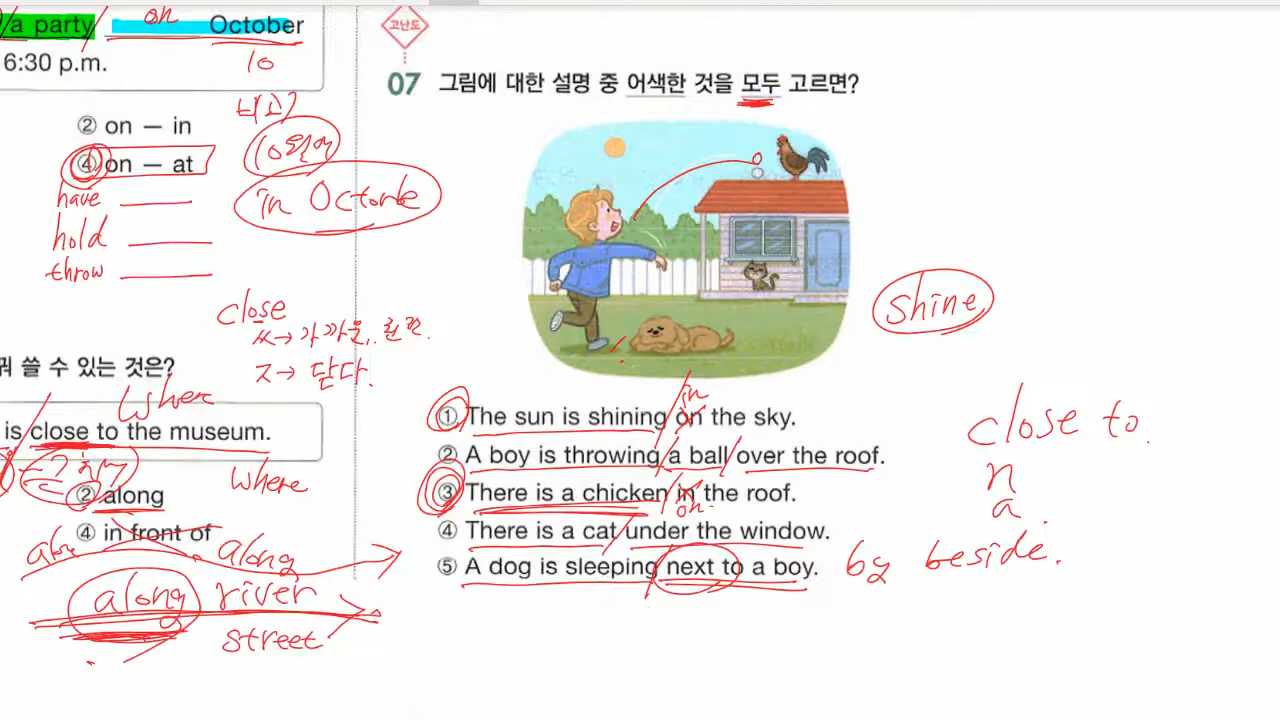 /a party/ on October
6:30 p.m.
10
② on — in
④ on — at
비교?
10월에
in Octorbe
have
hold
throw
close
ㅈ → 닫다.
꿔 쓸 수 있는 것은?
where
is close to the museum.
where
② along
④ in front of
along
along river
street
고난도
07 그림에 대한 설명 중 어색한 것을 모두 고르면?
shine
① The sun is shining on the sky.
in
② A boy is throwing a ball over the roof.
③ There is a chicken in the roof.
on
④ There is a cat under the window.
⑤ A dog is sleeping next to a boy.
close to
n
a
by beside.